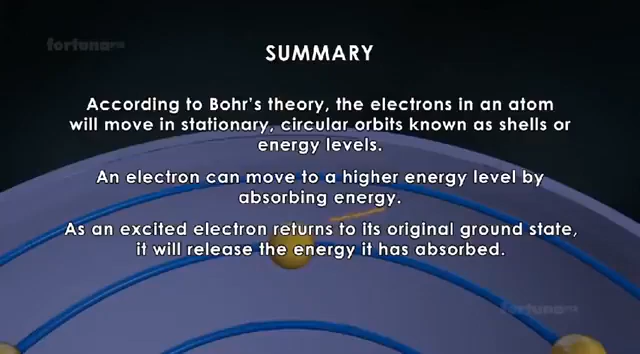 fortuna
SUMMARY
According to Bohr's theory, the electrons in an atom
will move in stationary, circular orbits known as shells or
energy levels.
An electron can move to a higher energy level by
absorbing energy.
As an excited electron returns to its original ground state,
it will release the energy it has absorbed.
fortuna